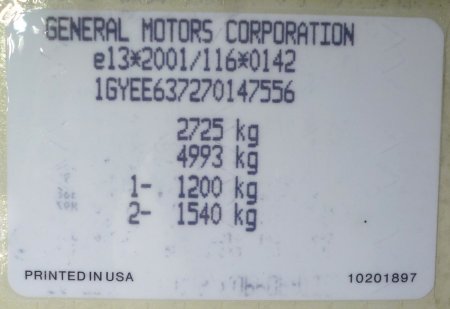 GENERAL MOTORS CORPORATION
e13*2001/116*0142
1GYEE637270147556
2725 kg
4993 kg
1- 1200 kg
2- 1540 kg
PRINTED IN USA 10201897